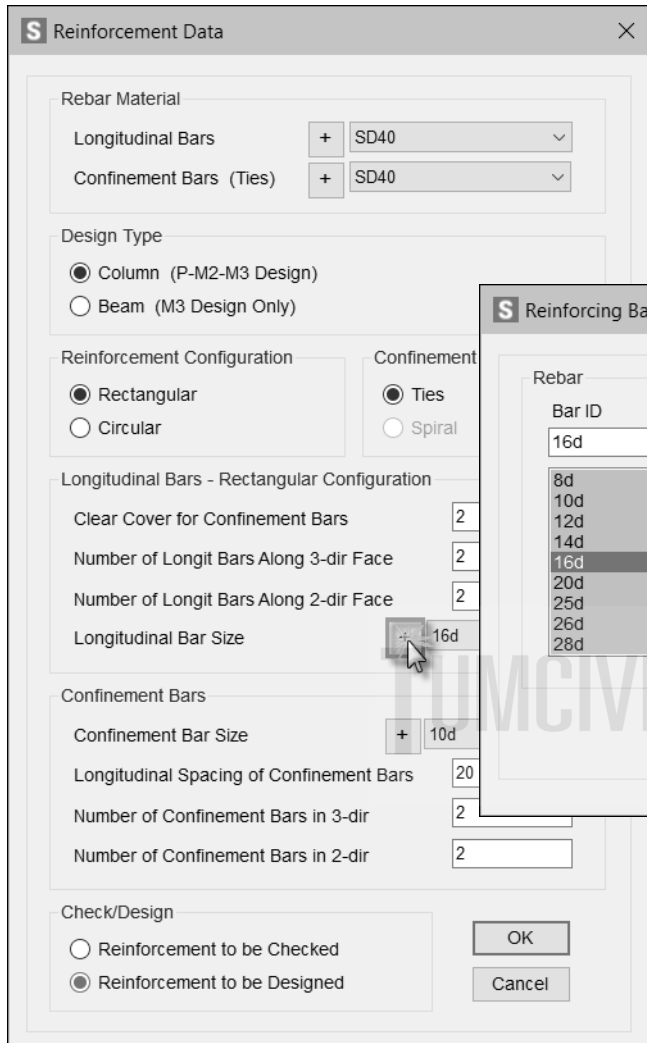 S Reinforcement Data
Rebar Material
Longitudinal Bars + SD40
Confinement Bars (Ties) + SD40
Design Type
Column (P-M2-M3 Design)
Beam (M3 Design Only)
Reinforcement Configuration
Rectangular
Circular
Confinement
Ties
Spiral
Longitudinal Bars - Rectangular Configuration
Clear Cover for Confinement Bars 2
Number of Longit Bars Along 3-dir Face 2
Number of Longit Bars Along 2-dir Face 2
Longitudinal Bar Size + 16d
Confinement Bars
Confinement Bar Size + 10d
Longitudinal Spacing of Confinement Bars 20
Number of Confinement Bars in 3-dir 2
Number of Confinement Bars in 2-dir 2
Check/Design
Reinforcement to be Checked
Reinforcement to be Designed
OK
Cancel
S Reinforcing Ba
Rebar
Bar ID
16d
8d
10d
12d
14d
16d
20d
25d
26d
28d
TUMCIVI